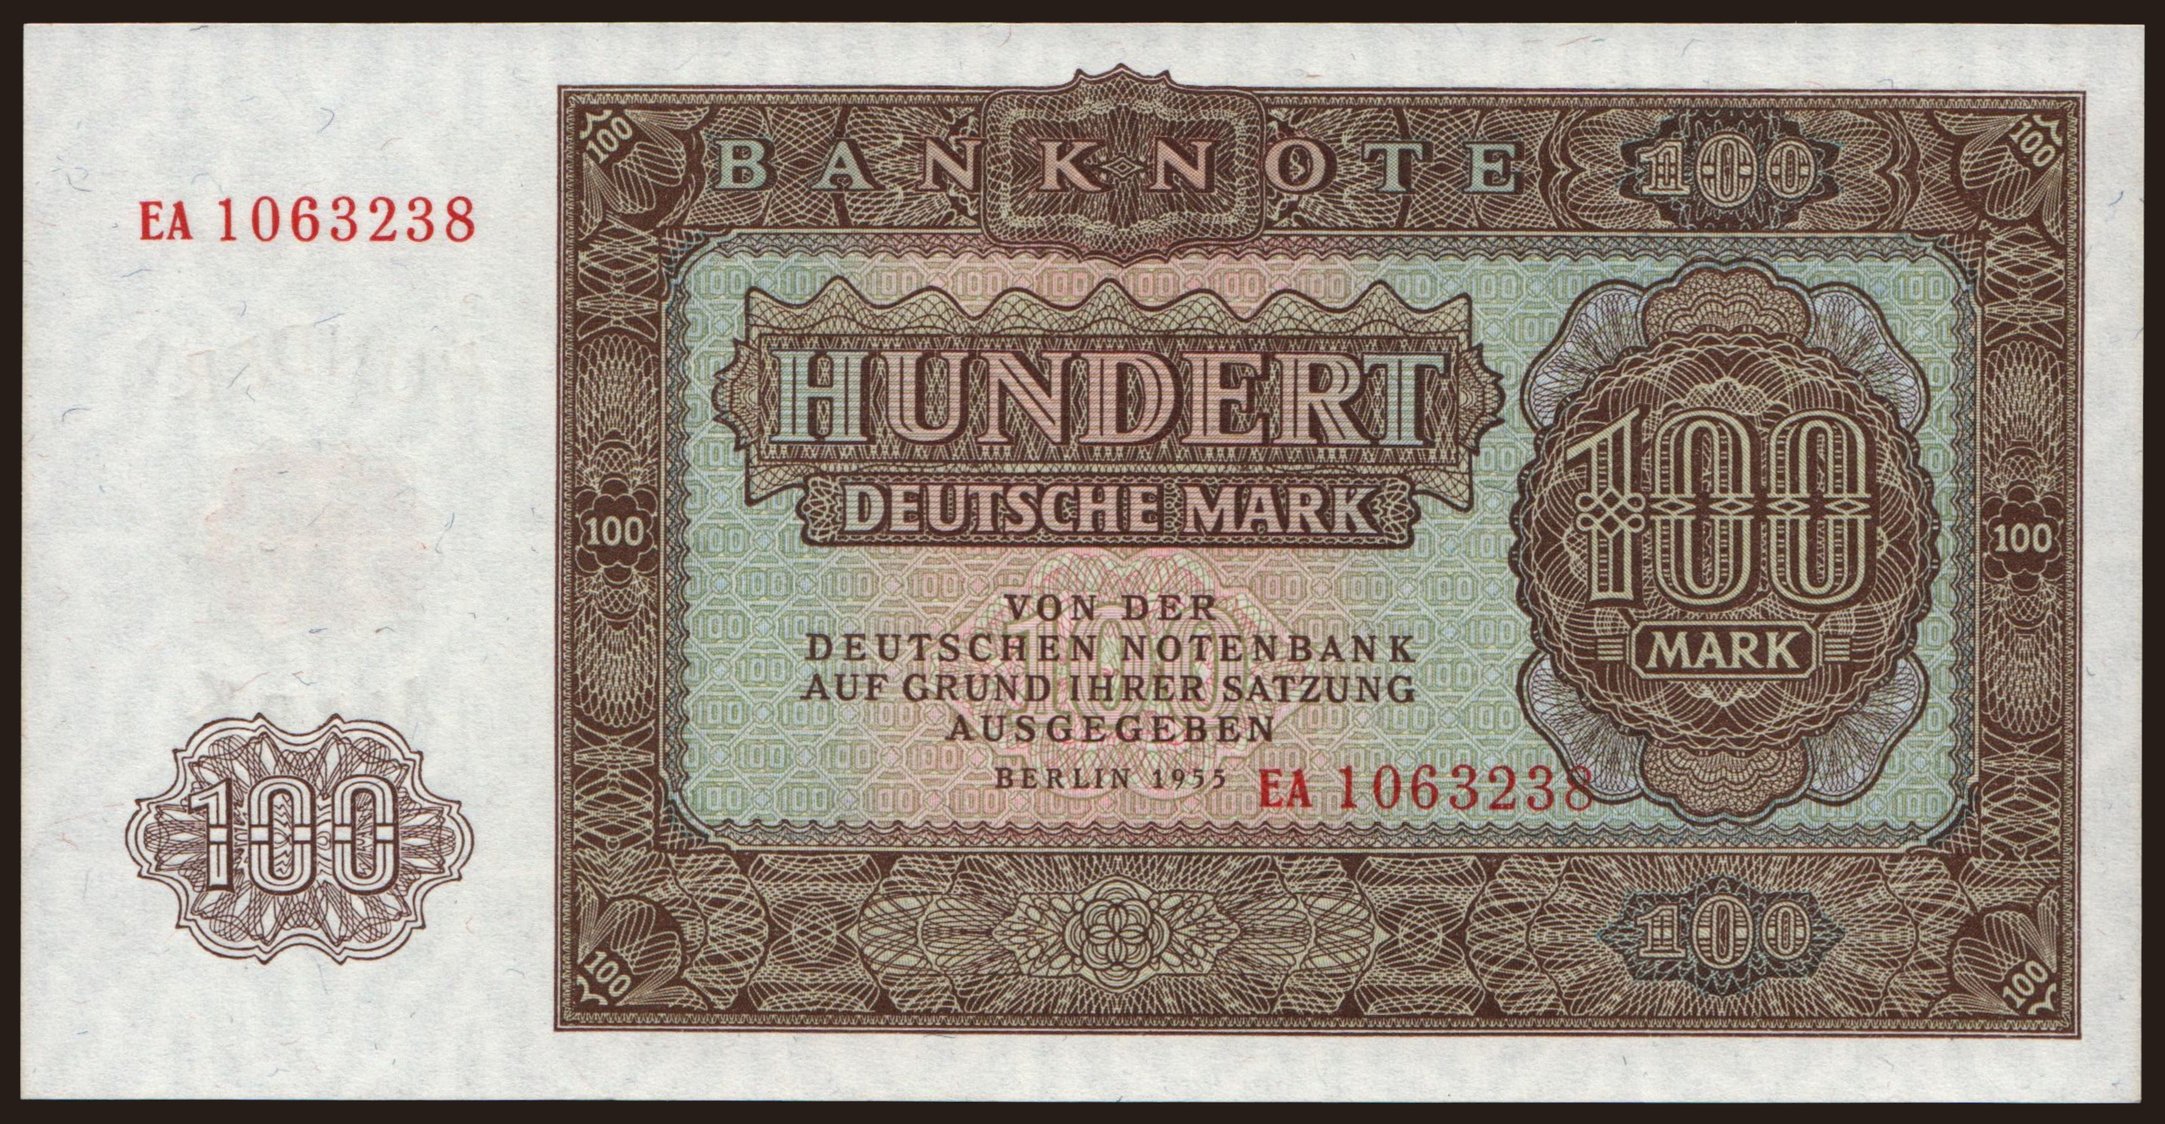 BANKNOTE
100
100
100
EA 1063238
HUNDERT
DEUTSCHE MARK
100
100
100
100
MARK
VON DER
DEUTSCHEN NOTENBANK
AUF GRUND IHRER SATZUNG
AUSGEGEBEN
BERLIN 1955
EA 1063238
100
100
100
100
100